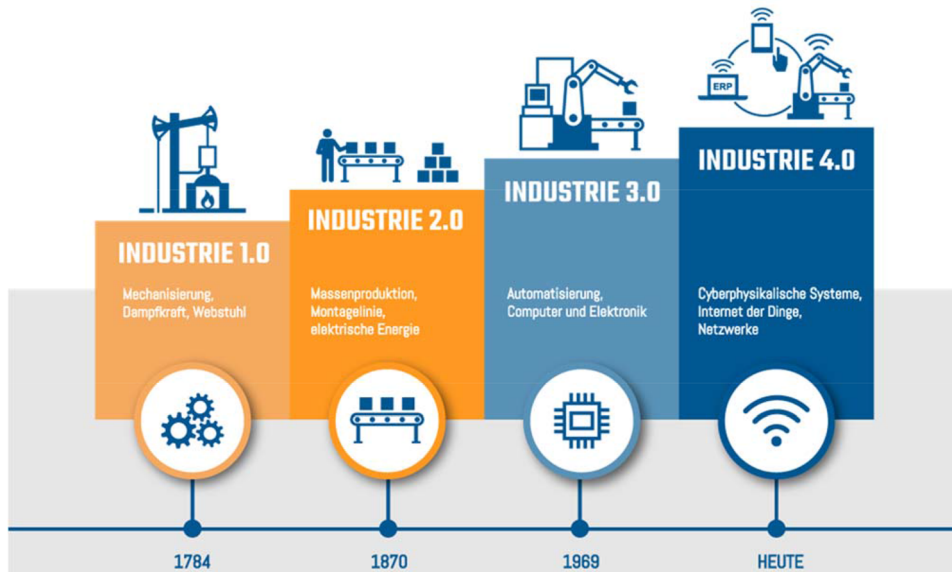 ERP
INDUSTRIE 1.0
Mechanisierung,
Dampfkraft, Webstuhl
INDUSTRIE 2.0
Massenproduktion,
Montagelinie,
elektrische Energie
INDUSTRIE 3.0
Automatisierung,
Computer und Elektronik
INDUSTRIE 4.0
Cyberphysikalische Systeme,
Internet der Dinge,
Netzwerke
1784
1870
1969
HEUTE